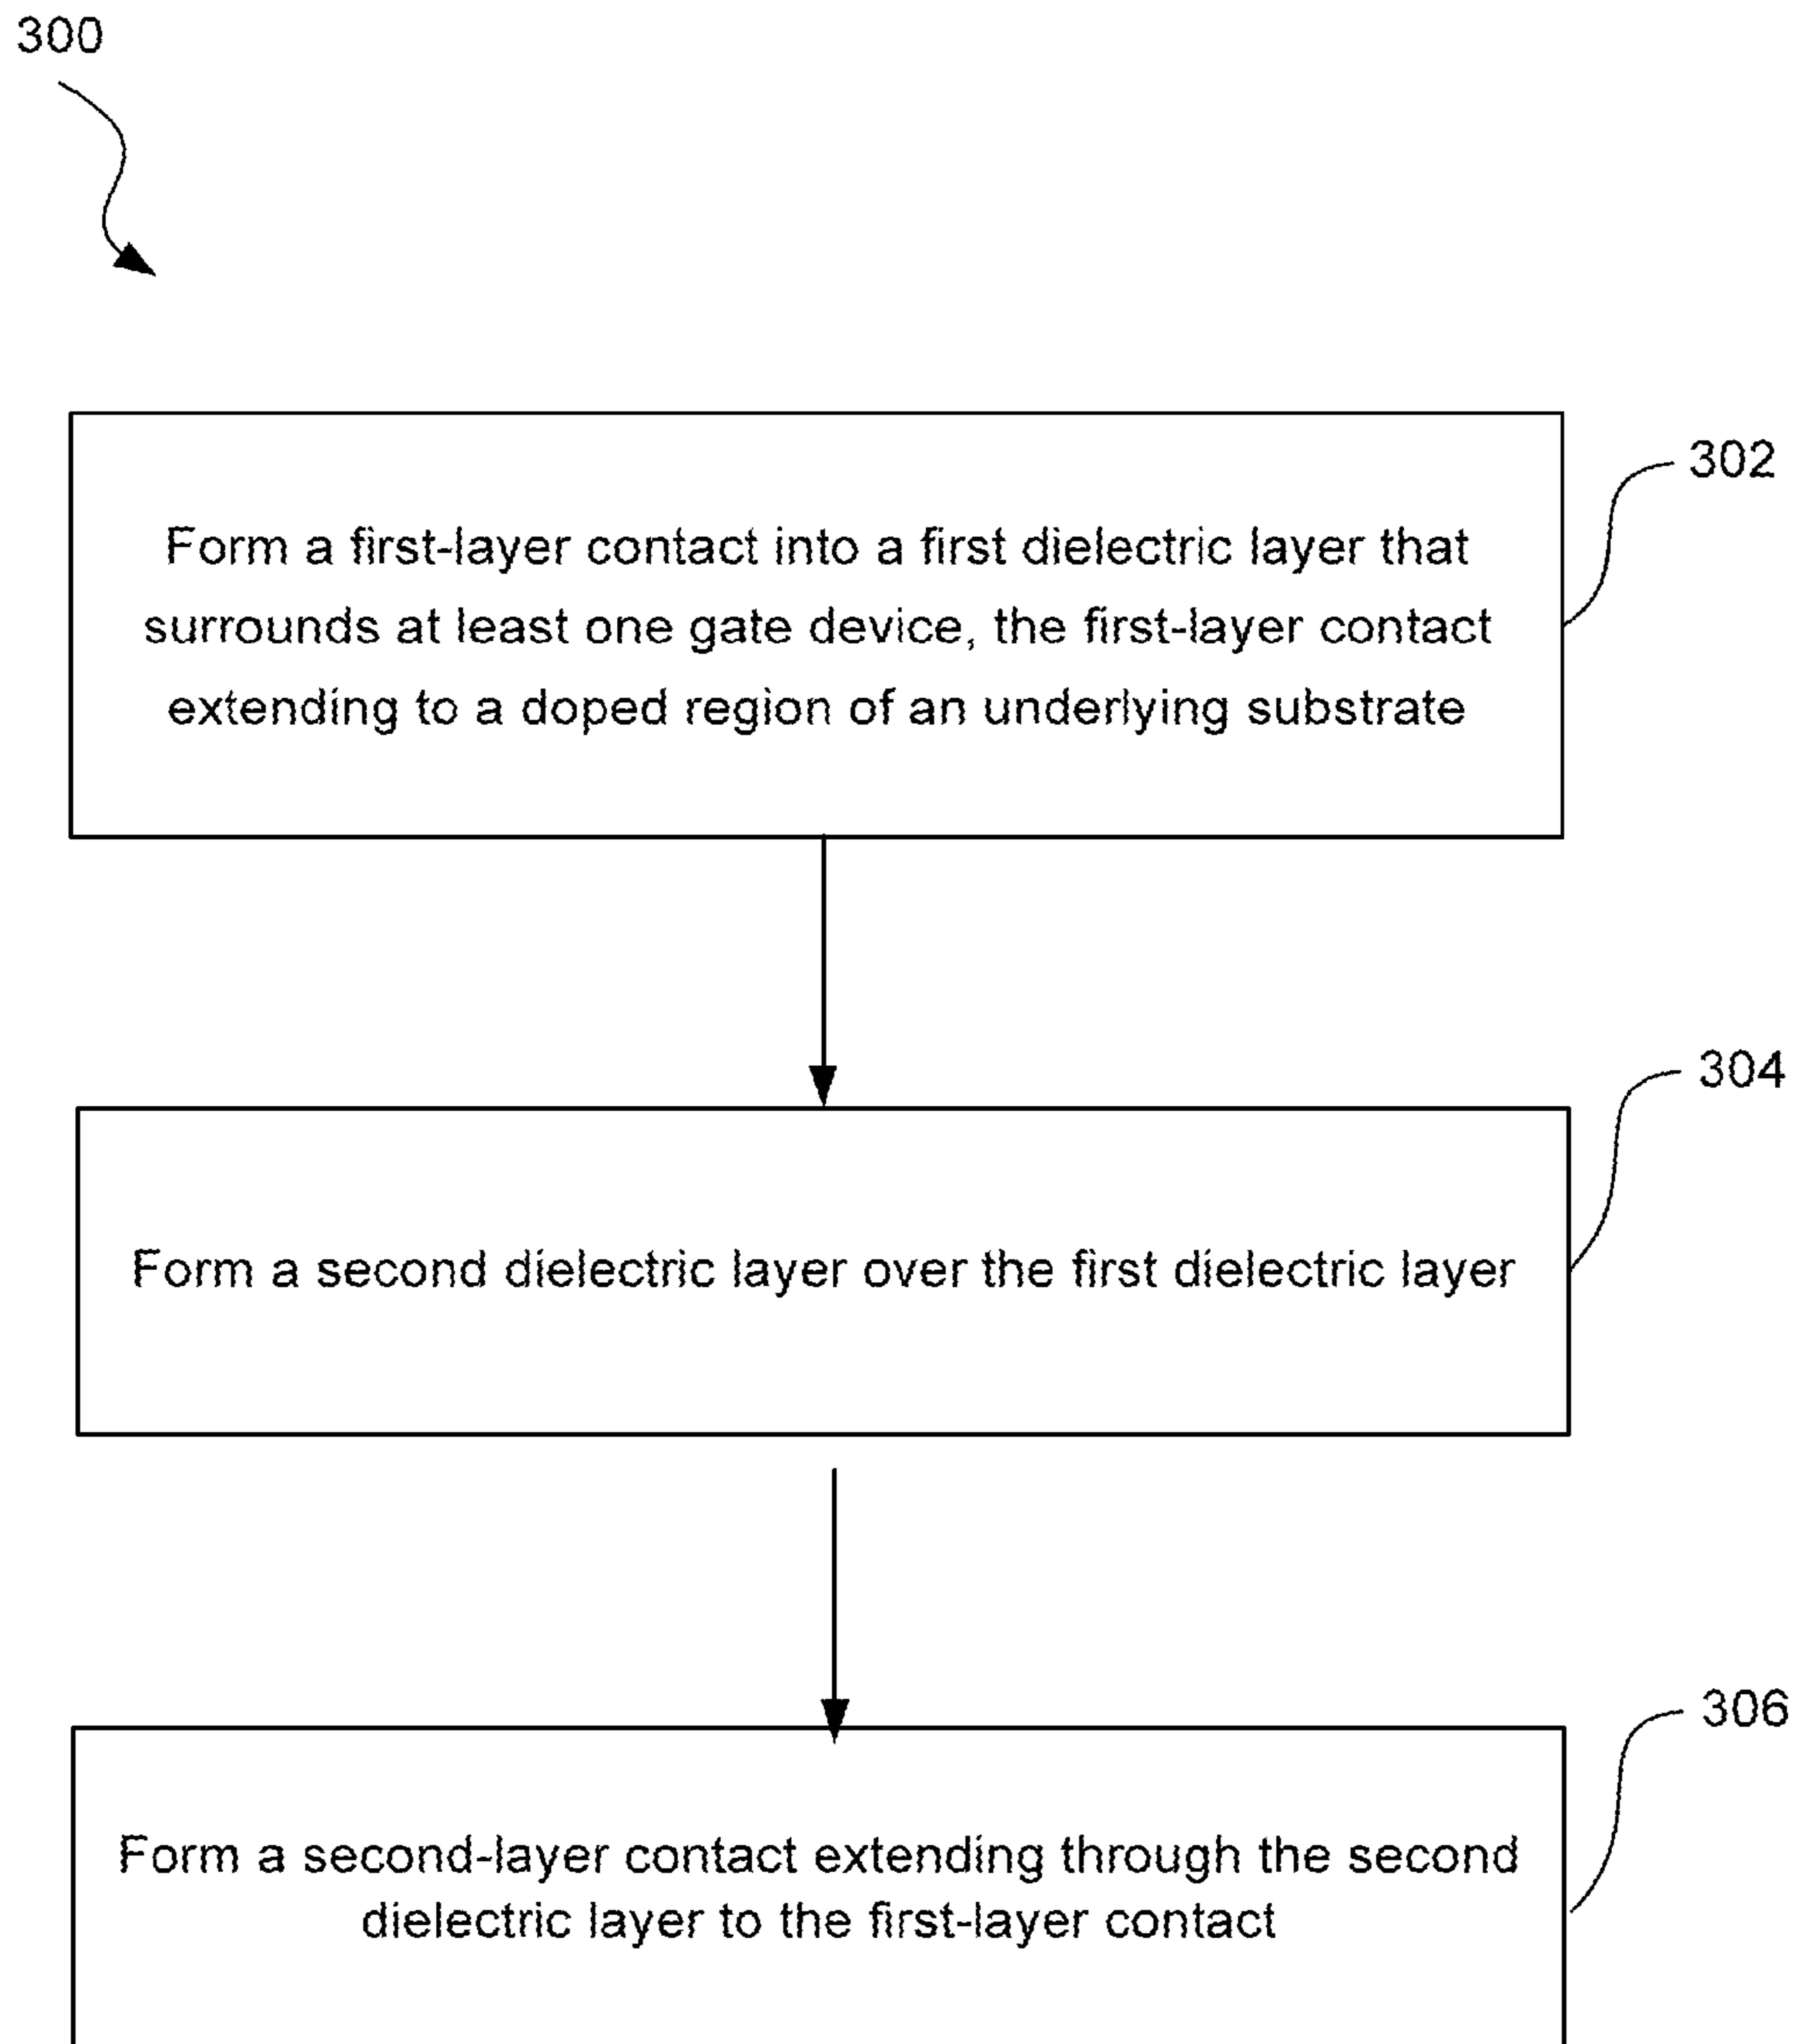 300
302
Form a first-layer contact into a first dielectric layer that
surrounds at least one gate device, the first-layer contact
extending to a doped region of an underlying substrate
304
Form a second dielectric layer over the first dielectric layer
306
Form a second-layer contact extending through the second
dielectric layer to the first-layer contact